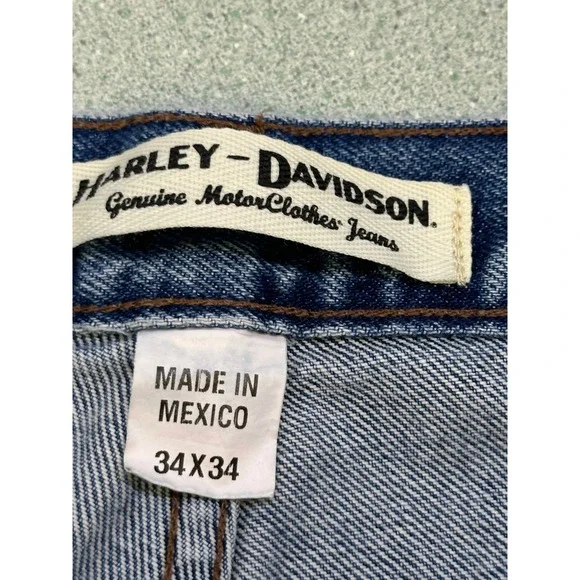 HARLEY-DAVIDSON.
Genuine MotorClothes Jeans
MADE IN
MEXICO
34X34